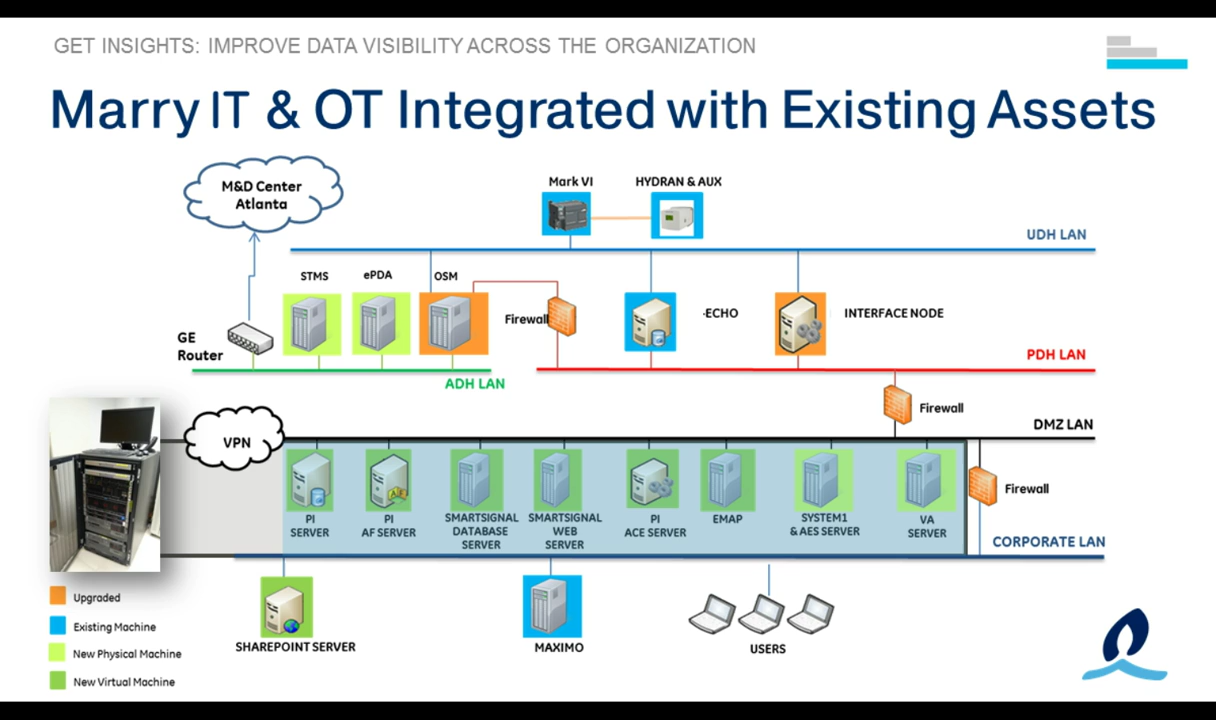 GET INSIGHTS: IMPROVE DATA VISIBILITY ACROSS THE ORGANIZATION
Marry IT & OT Integrated with Existing Assets
M&D Center
Atlanta
Mark VI
HYDRAN & AUX
UDH LAN
STMS
ePDA
OSM
Firewall
·ECHO
INTERFACE NODE
GE
Router
PDH LAN
ADH LAN
Firewall
DMZ LAN
VPN
Firewall
PI
SERVER
PI
AF SERVER
SMARTSIGNAL
DATABASE
SERVER
SMARTSIGNAL
WEB
SERVER
PI
ACE SERVER
EMAP
SYSTEM1
& AES SERVER
VA
SERVER
CORPORATE LAN
Upgraded
Existing Machine
New Physical Machine
New Virtual Machine
SHAREPOINT SERVER
MAXIMO
USERS